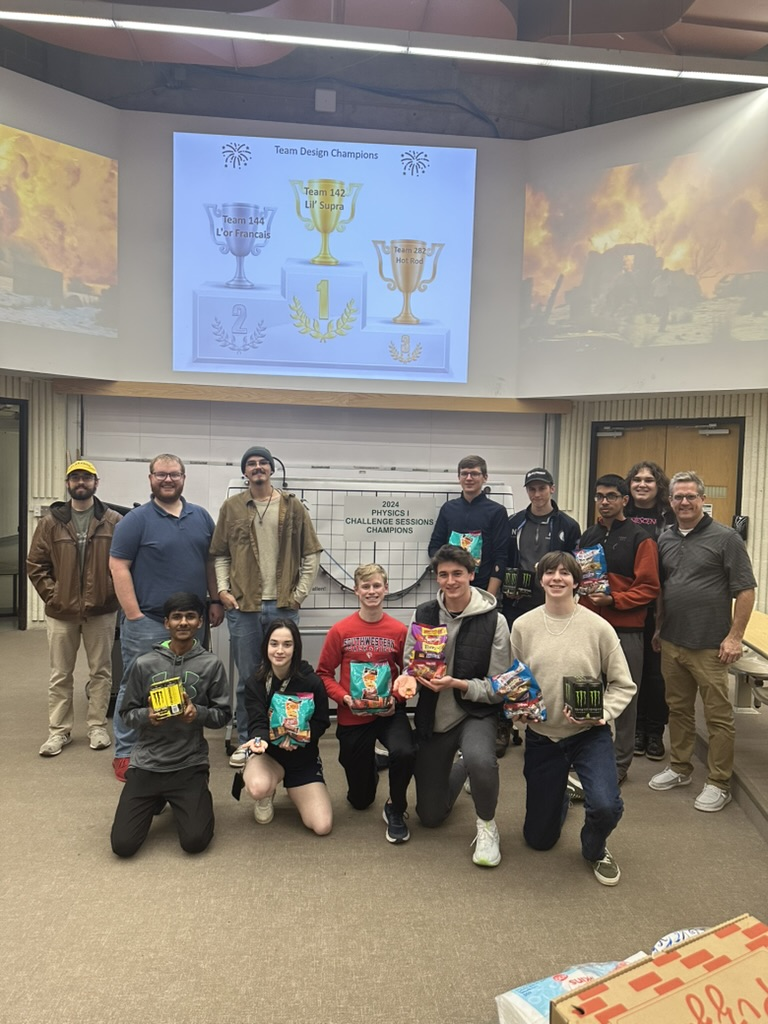 Team Design Champions
Team 142
Lil' Supra
Team 144
L'or Francais
Team 282
Hot Rod
1
2
3
2024
PHYSICS I
CHALLENGE SESSIONS
CHAMPIONS
SOUTHWESTERN